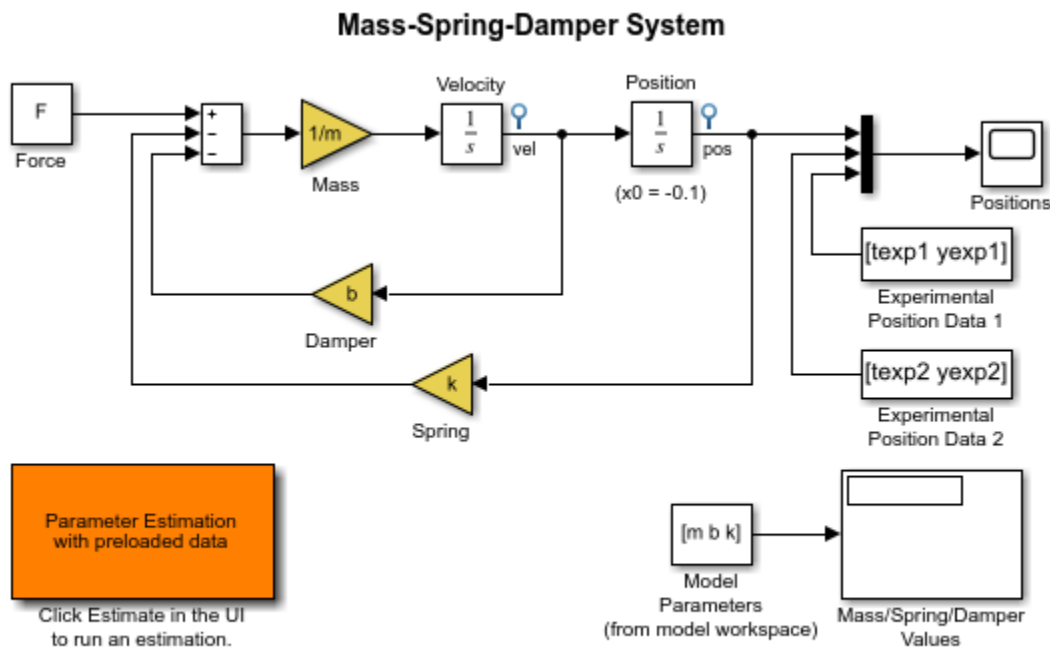 Mass-Spring-Damper System
Velocity
Position
F
+
−
−
1/m
1
s
vel
1
s
pos
Force
Mass
(x0 = -0.1)
Positions
[texp1 yexp1]
Experimental
Position Data 1
b
Damper
k
Spring
[texp2 yexp2]
Experimental
Position Data 2
Parameter Estimation
with preloaded data
Click Estimate in the UI
to run an estimation.
[m b k]
Model
Parameters
(from model workspace)
Mass/Spring/Damper
Values